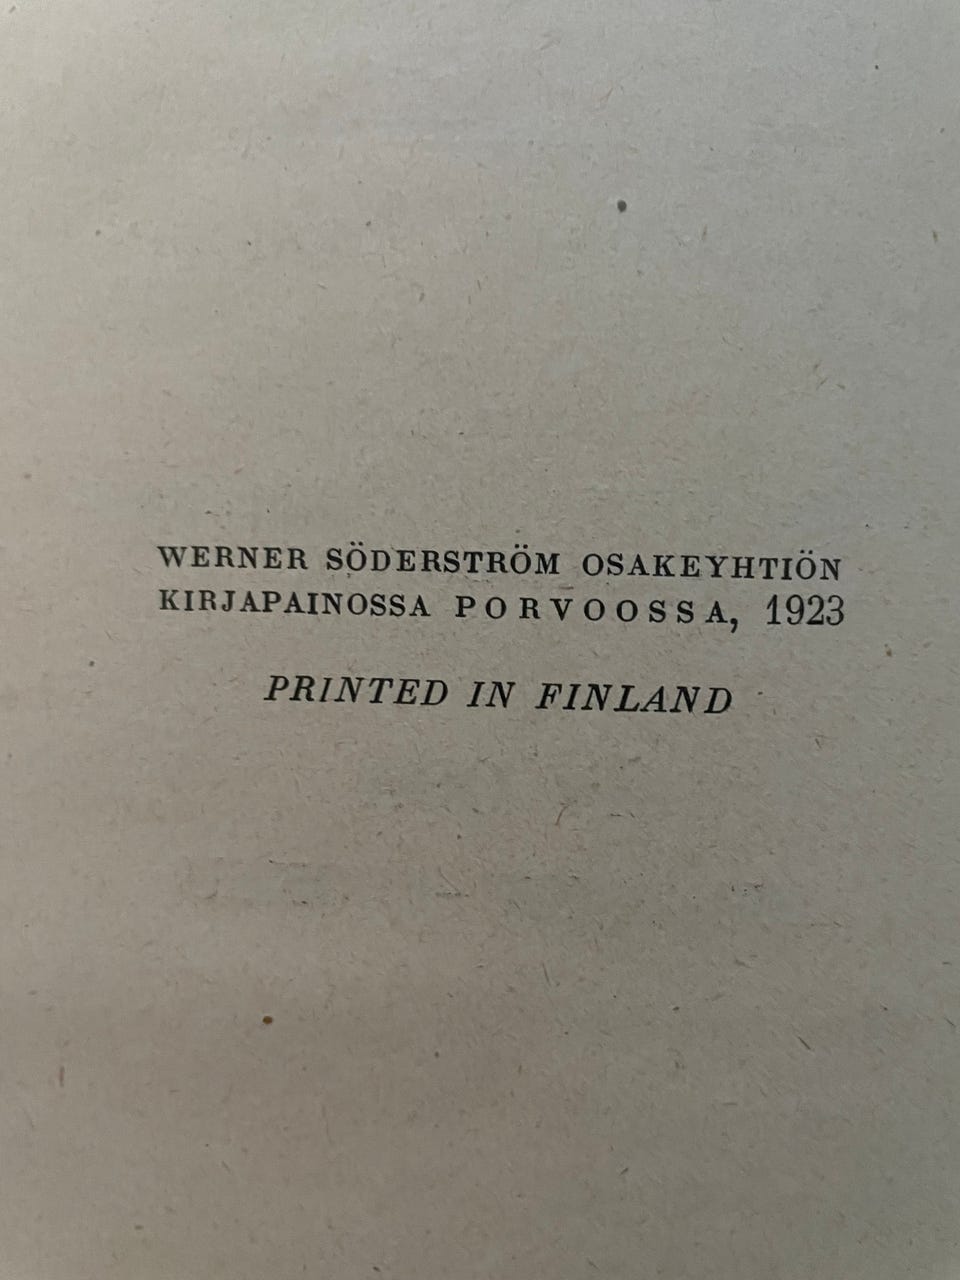 WERNER SÖDERSTRÖM OSAKEYHTIÖN
KIRJAPAINOSSA PORVOOSSA, 1923
PRINTED IN FINLAND